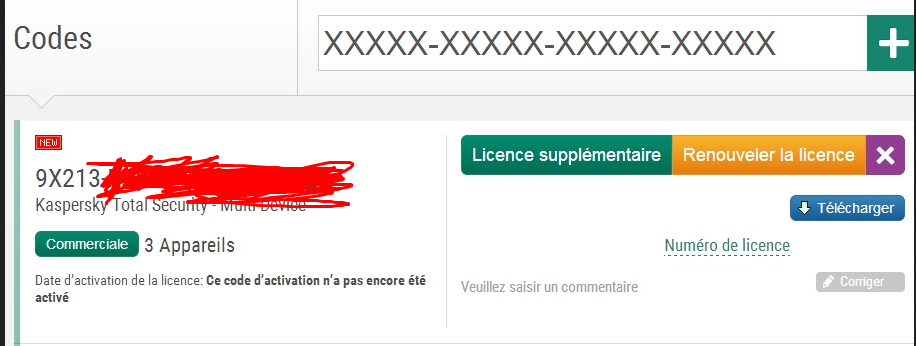 Codes
XXXXX-XXXXX-XXXXX-XXXXX
NEW
Licence supplémentaire
Renouveler la licence
9X213-
Kaspersky Total Security - Multi Device
Télécharger
Commerciale 3 Appareils
Numéro de licence
Date d’activation de la licence: Ce code d’activation n’a pas encore été
activé
Veuillez saisir un commentaire
Corriger